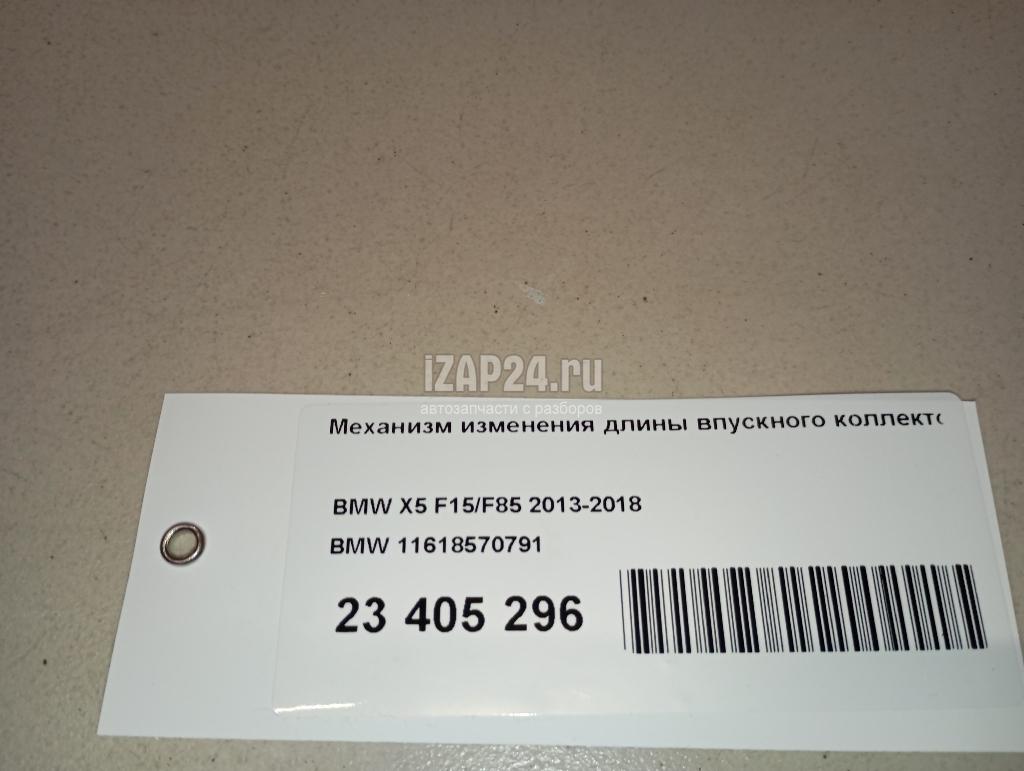 iZAP24.ru
автозапчасти с разборов
Механизм изменения длины впускного
BMW X5 F15/F85 2013-2018
BMW 11618570791
23 405 296